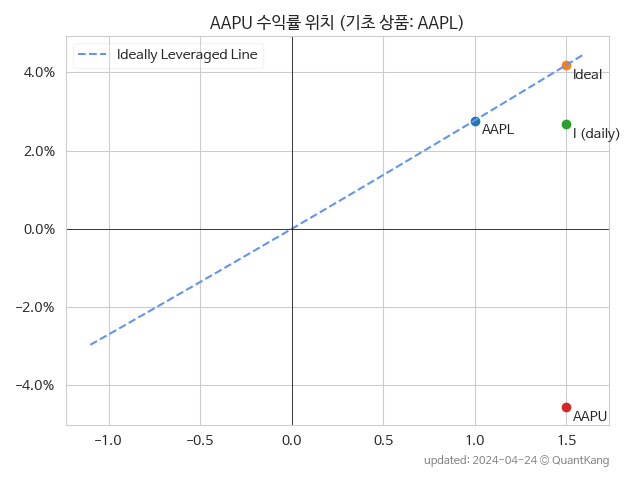 AAPU 수익률 위치 (기초 상품: AAPL)
Ideally Leveraged Line
4.0%
2.0%
0.0%
-2.0%
-4.0%
Ideal
AAPL
I (daily)
AAPU
-1.0
-0.5
0.0
0.5
1.0
1.5
updated: 2024-04-24 © QuantKang